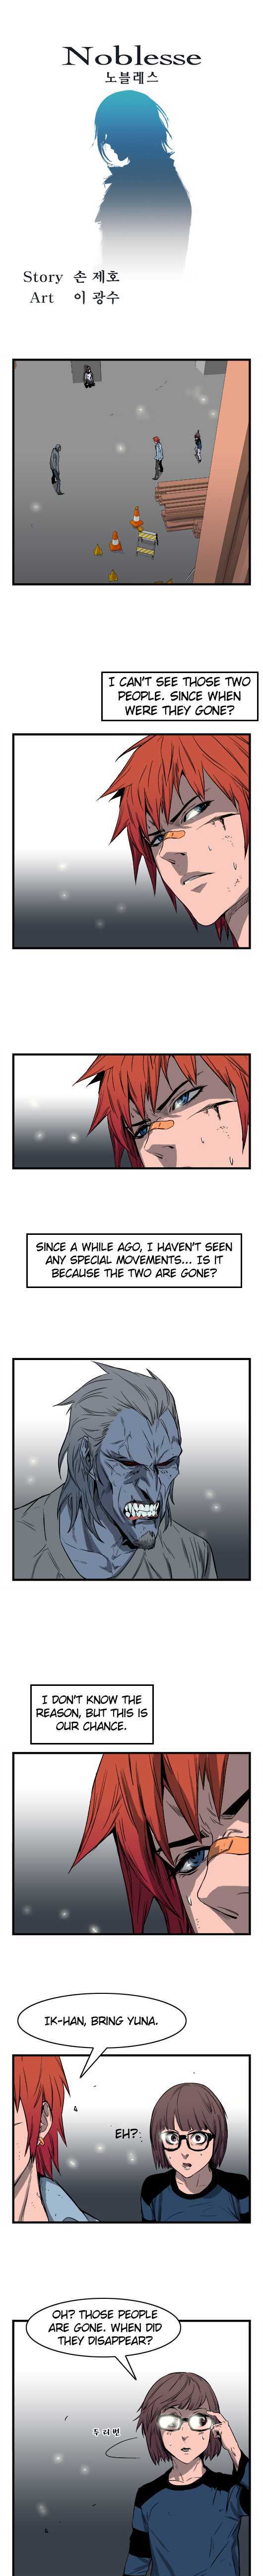 Noblesse
노블레스
Story 손 제호
Art 이 광수
I CAN'T SEE THOSE TWO
PEOPLE. SINCE WHEN
WERE THEY GONE?
SINCE A WHILE AGO, I HAVEN'T SEEN
ANY SPECIAL MOVEMENTS... IS IT
BECAUSE THE TWO ARE GONE?
I DON'T KNOW THE
REASON, BUT THIS IS
OUR CHANCE.
IK-HAN, BRING YUNA.
EH?
OH? THOSE PEOPLE
ARE GONE. WHEN DID
THEY DISAPPEAR?
두리번